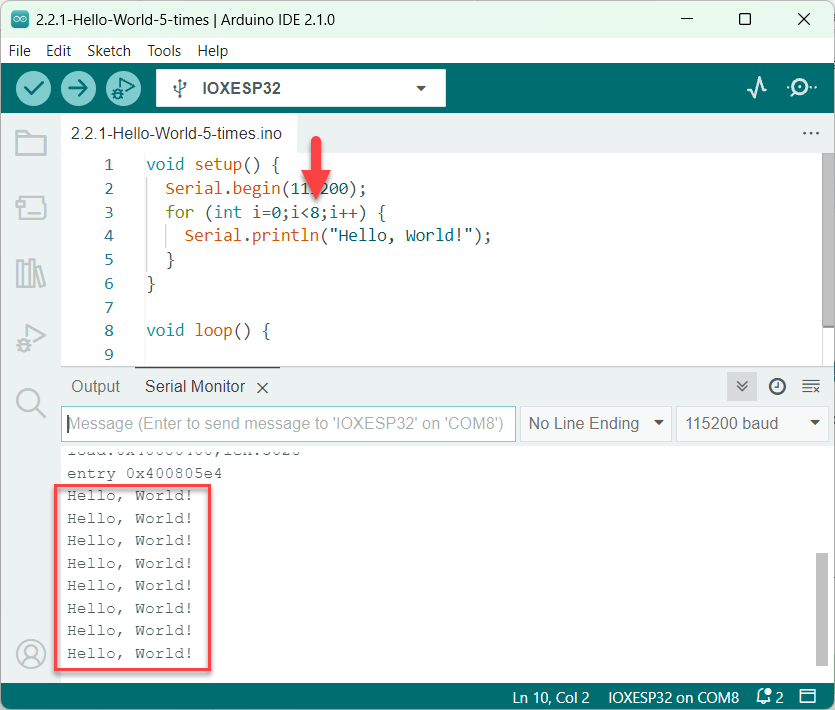 2.2.1-Hello-World-5-times | Arduino IDE 2.1.0
File Edit Sketch Tools Help
IOXESP32
2.2.1-Hello-World-5-times.ino
1 void setup() {
2 Serial.begin(115200);
3 for (int i=0;i<8;i++) {
4 Serial.println("Hello, World!");
5 }
6 }
7
8 void loop() {
9
Output Serial Monitor
Message (Enter to send message to 'IOXESP32' on 'COM8')
No Line Ending
115200 baud
entry 0x400805e4
Hello, World!
Hello, World!
Hello, World!
Hello, World!
Hello, World!
Hello, World!
Hello, World!
Hello, World!
Ln 10, Col 2 IOXESP32 on COM8 2